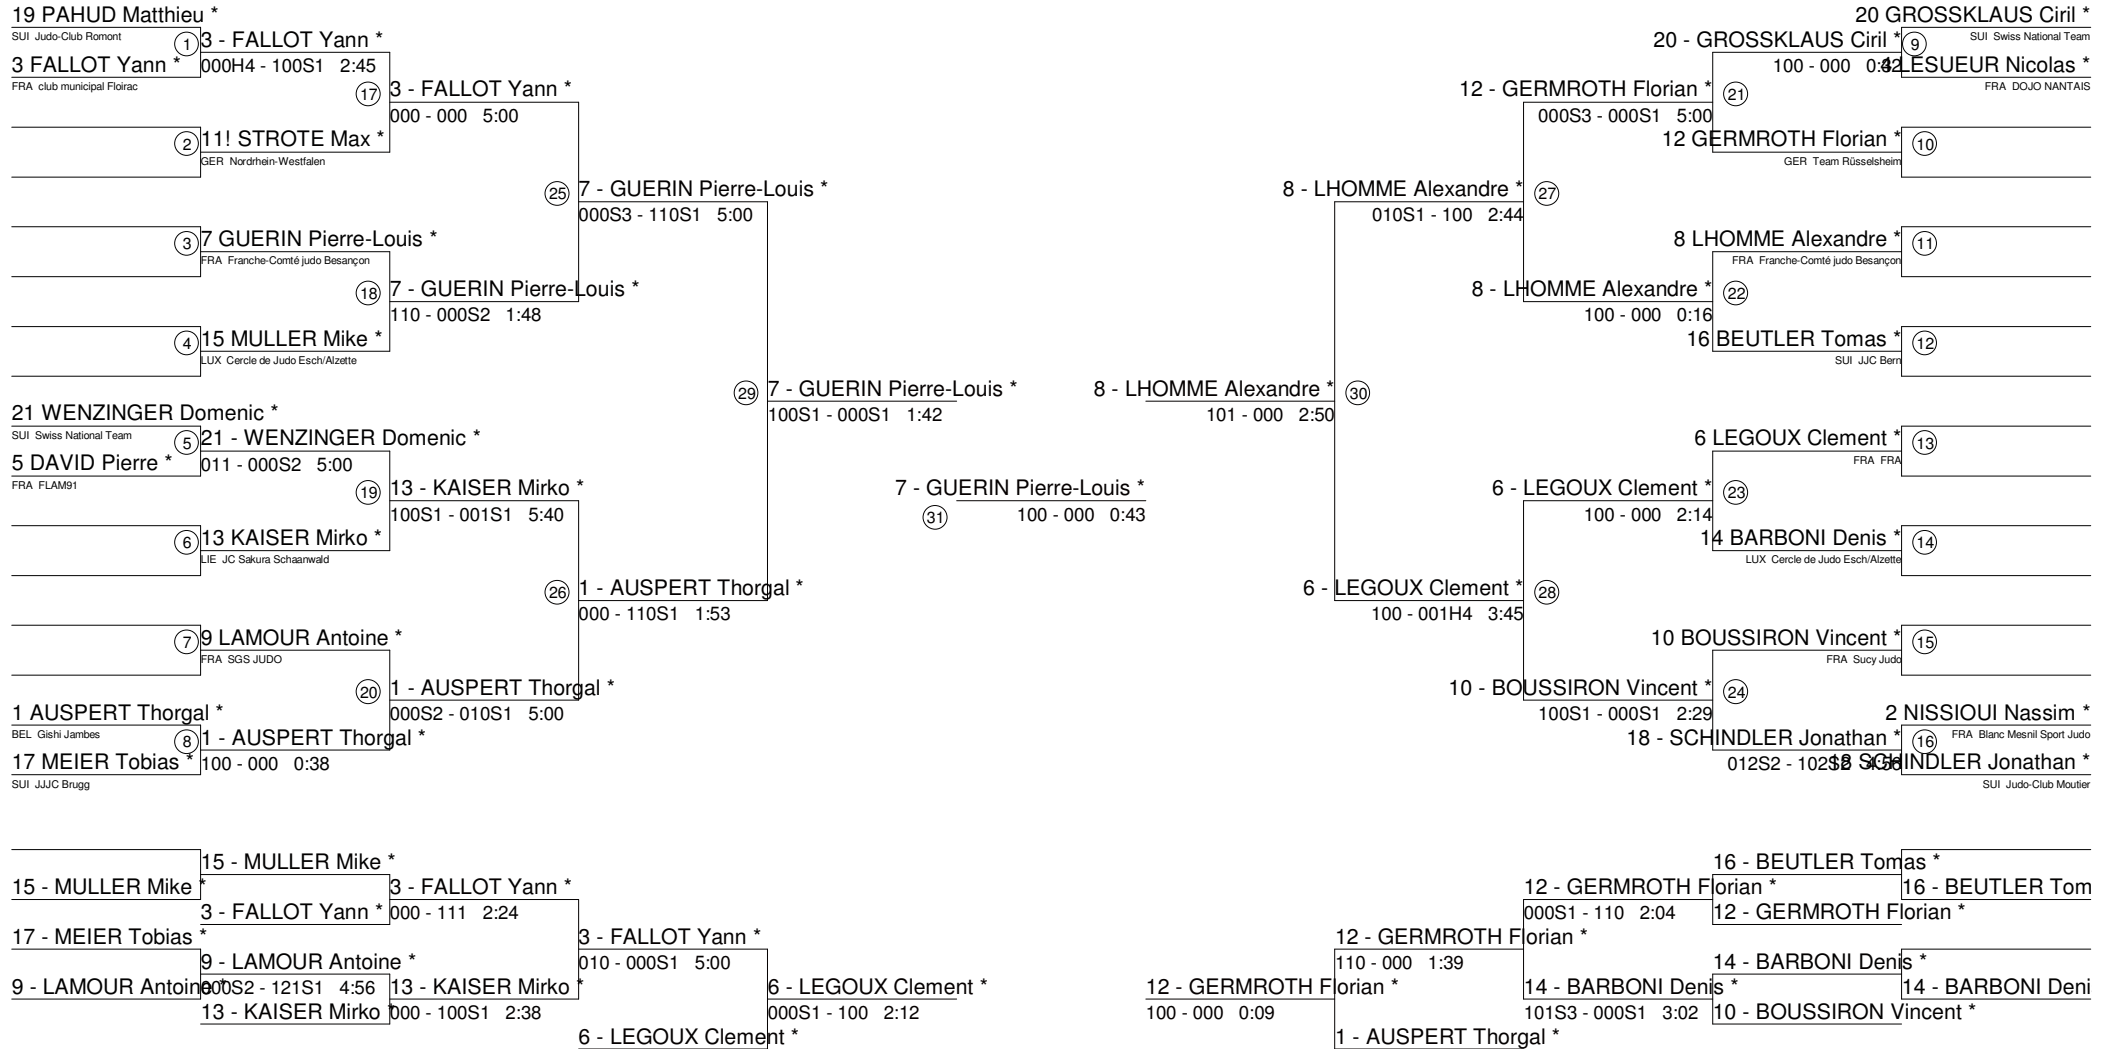 19 PAHUD Matthieu *
SUI Judo-Club Romont
1
3 FALLOT Yann *
FRA club municipal Floirac
3 - FALLOT Yann *
000H4 - 100S1 2:45
17
3 - FALLOT Yann *
000 - 000 5:00
2
11! STROTE Max *
GER Nordrhein-Westfalen
25
7 - GUERIN Pierre-Louis *
000S3 - 110S1 5:00
3
7 GUERIN Pierre-Louis *
FRA Franche-Comté judo Besançon
18
7 - GUERIN Pierre-Louis *
110 - 000S2 1:48
4
15 MULLER Mike *
LUX Cercle de Judo Esch/Alzette
29
7 - GUERIN Pierre-Louis *
100S1 - 000S1 1:42
21 WENZINGER Domenic *
SUI Swiss National Team
5
5 DAVID Pierre *
FRA FLAM91
21 - WENZINGER Domenic *
011 - 000S2 5:00
19
13 - KAISER Mirko *
100S1 - 001S1 5:40
6
13 KAISER Mirko *
LIE JC Sakura Schaanwald
26
1 - AUSPERT Thorgal *
000 - 110S1 1:53
7
9 LAMOUR Antoine *
FRA SGS JUDO
20
1 - AUSPERT Thorgal *
000S2 - 010S1 5:00
1 AUSPERT Thorgal *
BEL Gishi Jambes
8
17 MEIER Tobias *
SUI JJJC Brugg
1 - AUSPERT Thorgal *
100 - 000 0:38
7 - GUERIN Pierre-Louis *
31
100 - 000 0:43
20 GROSSKLAUS Ciril *
SUI Swiss National Team
9
LESUEUR Nicolas *
FRA DOJO NANTAIS
20 - GROSSKLAUS Ciril *
100 - 000
12 - GERMROTH Florian *
21
000S3 - 000S1 5:00
12 GERMROTH Florian *
10
GER Team Rüsselsheim
8 - LHOMME Alexandre *
27
010S1 - 100 2:44
8 LHOMME Alexandre *
11
FRA Franche-Comté judo Besançon
8 - LHOMME Alexandre *
22
100 - 000 0:16
16 BEUTLER Tomas *
12
SUI JJC Bern
8 - LHOMME Alexandre *
30
101 - 000 2:50
6 LEGOUX Clement *
13
FRA FRA
6 - LEGOUX Clement *
23
100 - 000 2:14
14 BARBONI Denis *
14
LUX Cercle de Judo Esch/Alzette
6 - LEGOUX Clement *
28
100 - 001H4 3:45
10 BOUSSIRON Vincent *
15
FRA Sucy Judo
10 - BOUSSIRON Vincent *
24
100S1 - 000S1 2:29
2 NISSIOUI Nassim *
FRA Blanc Mesnil Sport Judo
18 - SCHINDLER Jonathan *
16
012S2 -
SCHINDLER Jonathan *
SUI Judo-Club Moutier
15 - MULLER Mike *
15 - MULLER Mike *
3 - FALLOT Yann *
3 - FALLOT Yann *
000 - 111 2:24
17 - MEIER Tobias *
3 - FALLOT Yann *
010 - 000S1 5:00
9 - LAMOUR Antoine *
9 - LAMOUR Antoine
000S2 - 121S1 4:56
13 - KAISER Mirko *
13 - KAISER Mirko *
000 - 100S1 2:38
6 - LEGOUX Clement *
000S1 - 100 2:12
6 - LEGOUX Clement *
16 - BEUTLER Tomas *
12 - GERMROTH Florian *
16 - BEUTLER Tom
000S1 - 110 2:04
12 - GERMROTH Florian *
12 - GERMROTH Florian *
110 - 000 1:39
14 - BARBONI Denis *
12 - GERMROTH Florian *
14 - BARBONI Denis *
14 - BARBONI Deni
100 - 000 0:09
101S3 - 000S1 3:02
10 - BOUSSIRON Vincent *
1 - AUSPERT Thorgal *